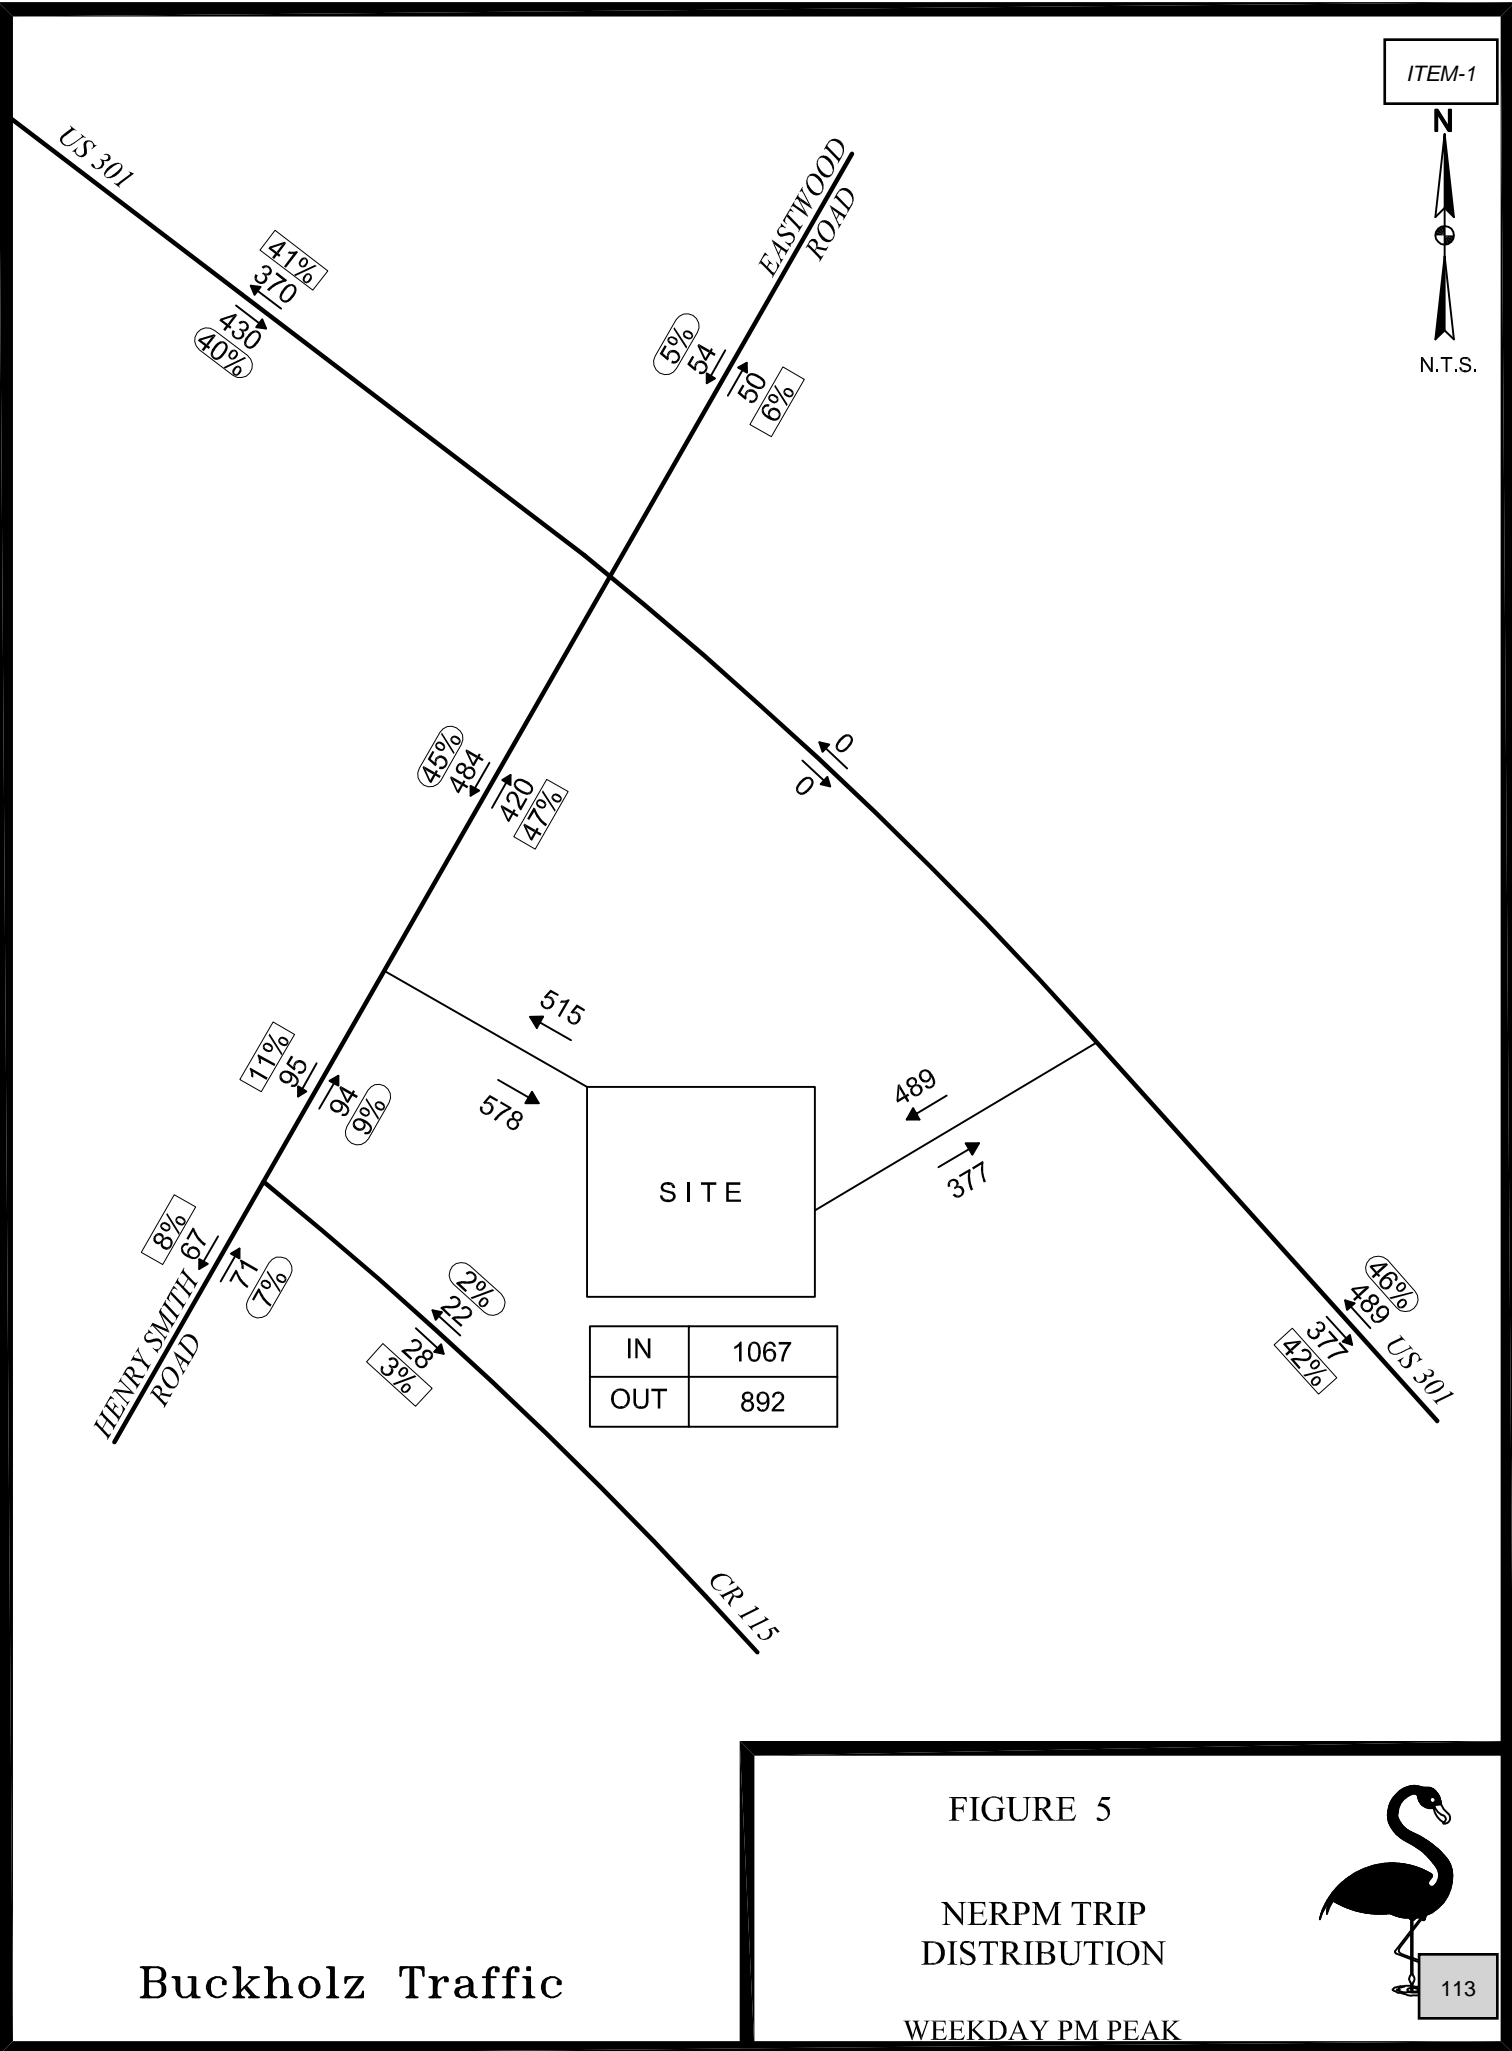 ITEM-1
N
N.T.S.
US 301
EASTWOOD
ROAD
41%
370
430
40%
5%
54
50
6%
45%
484
420
47%
0
0
515
578
11%
95
94
9%
489
377
SITE
8%
67
71
7%
HENRY SMITH
ROAD
2%
22
28
3%
46%
489
377
42%
US 301
IN 1067
OUT 892
CR 115
FIGURE 5
NERPM TRIP
DISTRIBUTION
WEEKDAY PM PEAK
Buckholz Traffic
113